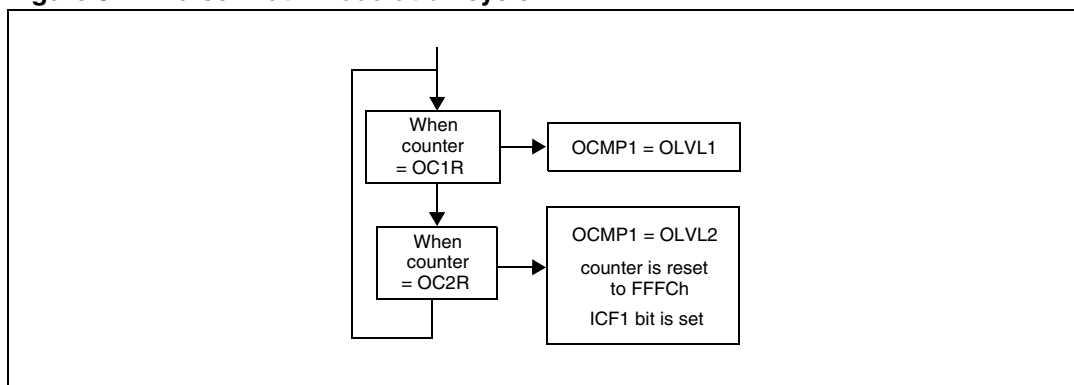 When
counter
= OC1R
OCMP1 = OLVL1
When
counter
= OC2R
OCMP1 = OLVL2
counter is reset
to FFFCh
ICF1 bit is set